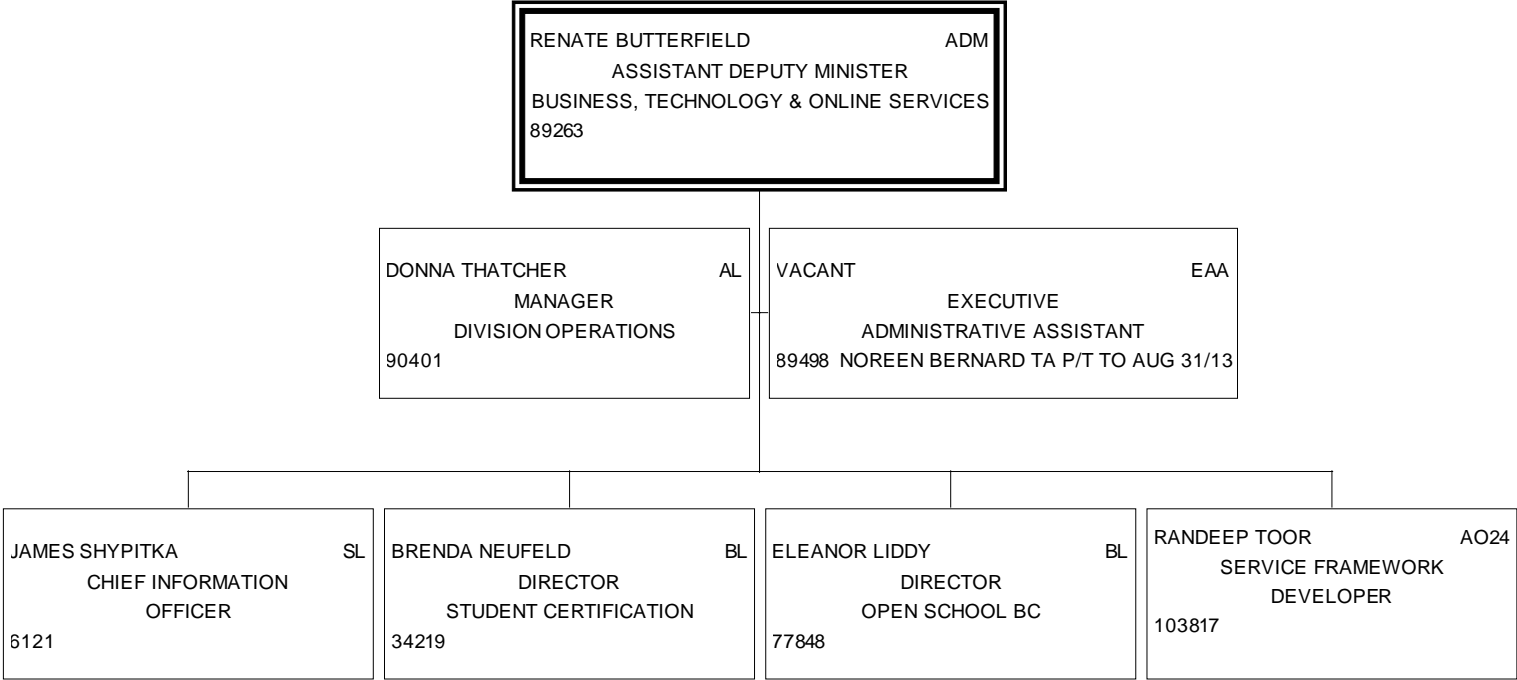 RENATE BUTTERFIELD ADM
ASSISTANT DEPUTY MINISTER
BUSINESS, TECHNOLOGY & ONLINE SERVICES
89263
DONNA THATCHER AL
MANAGER
DIVISION OPERATIONS
90401
VACANT EAA
EXECUTIVE
ADMINISTRATIVE ASSISTANT
89498 NOREEN BERNARD TA P/T TO AUG 31/13
JAMES SHYPITKA SL
CHIEF INFORMATION
OFFICER
6121
BRENDA NEUFELD BL
DIRECTOR
STUDENT CERTIFICATION
34219
ELEANOR LIDDY BL
DIRECTOR
OPEN SCHOOL BC
77848
RANDEEP TOOR AO24
SERVICE FRAMEWORK
DEVELOPER
103817